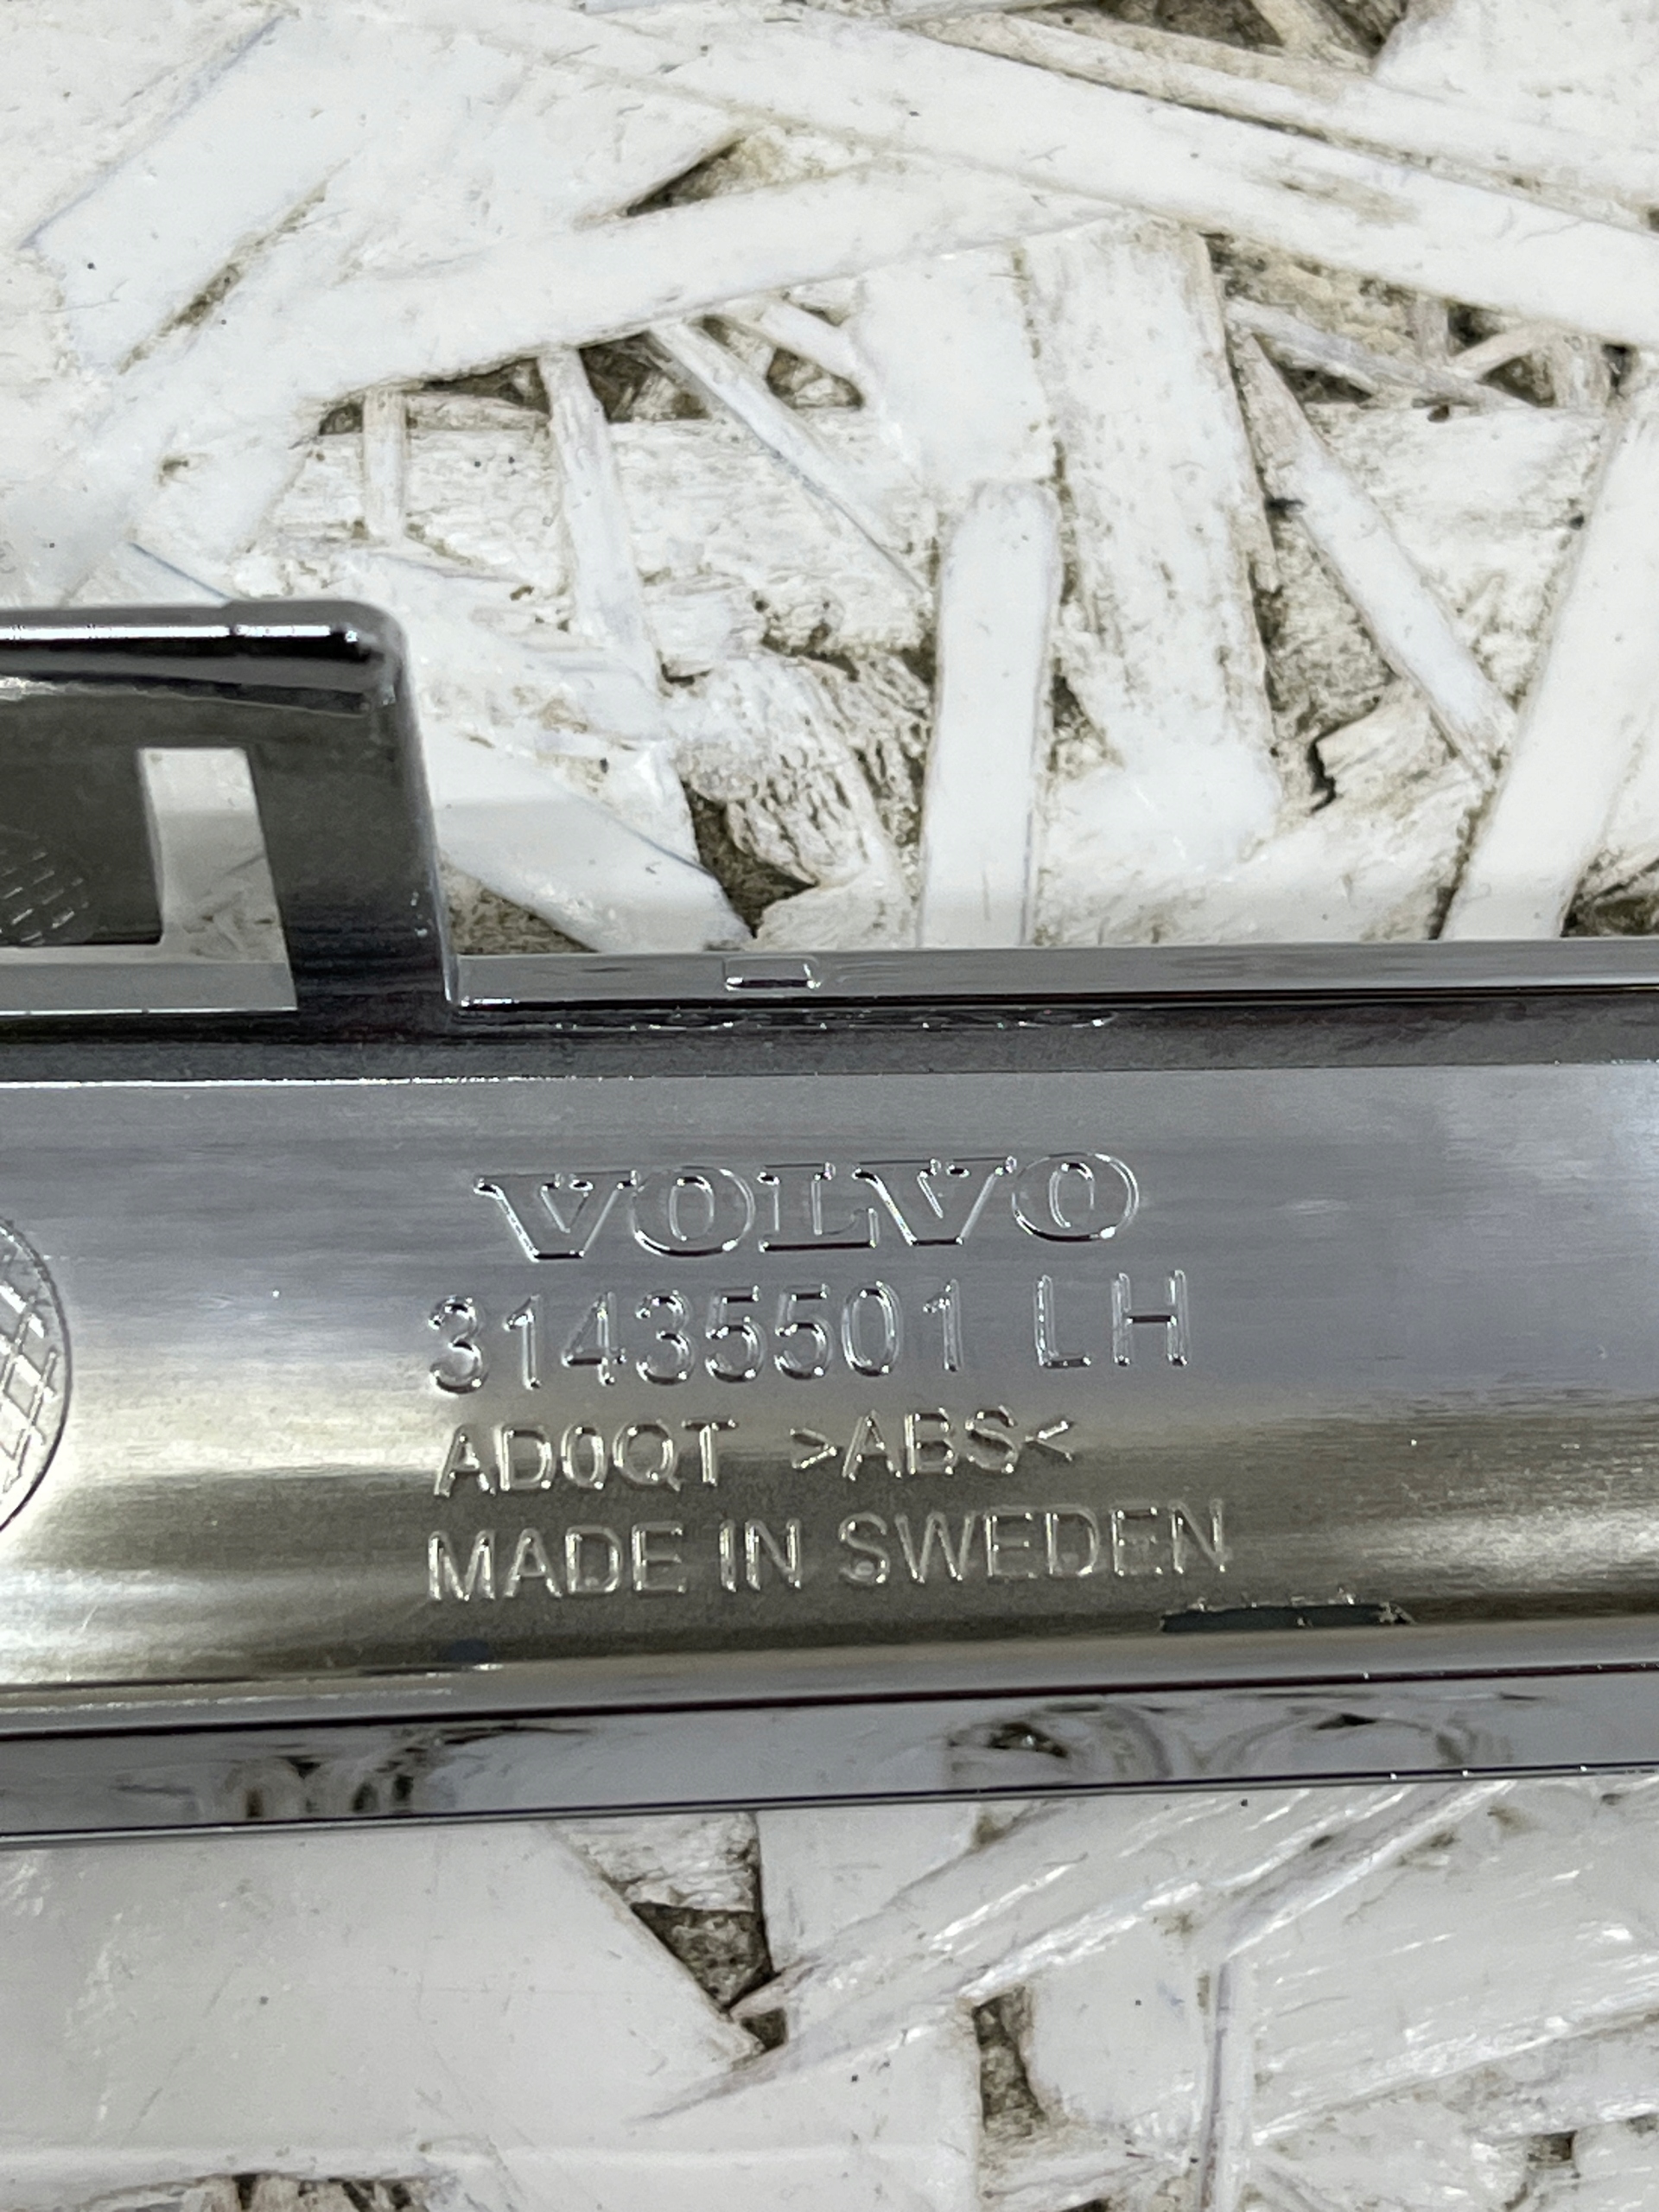 VOLVO
31435501 LH
AD0QT >ABS<
MADE IN SWEDEN